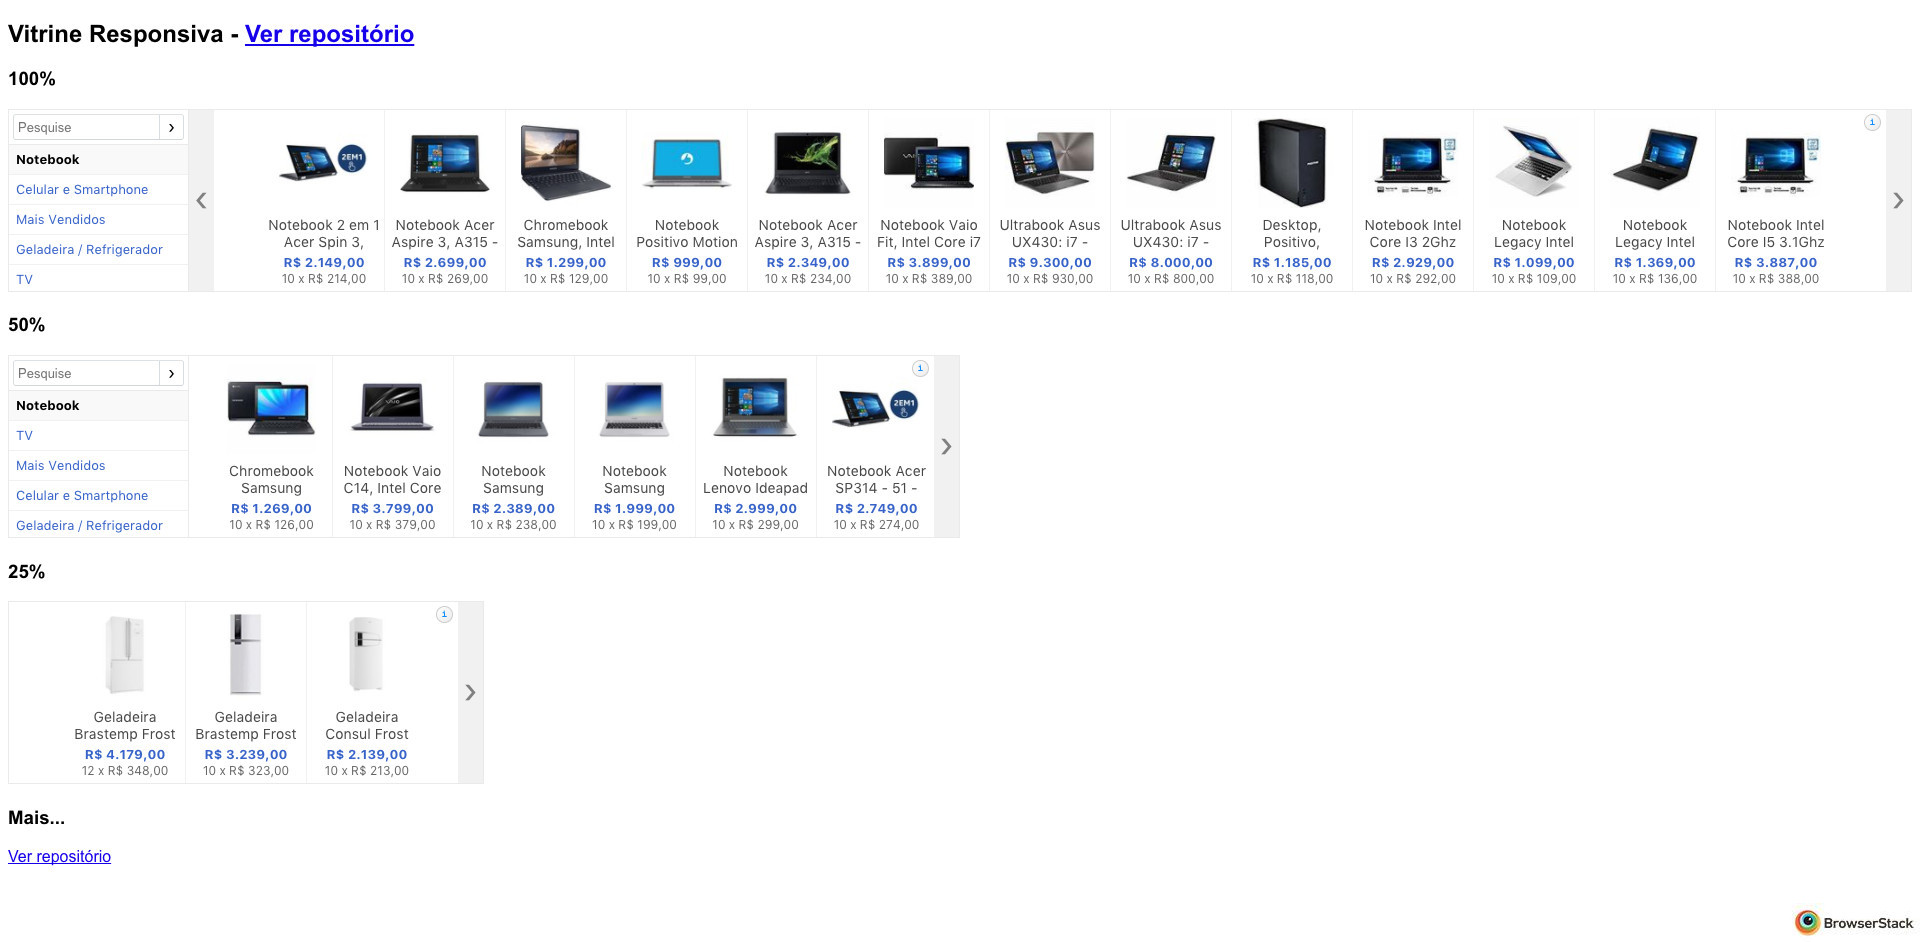 Vitrine Responsiva - Ver repositório
100%
Pesquise
Notebook
Celular e Smartphone
Mais Vendidos
Geladeira / Refrigerador
TV
2EM1
Notebook 2 em 1
Acer Spin 3,
R$ 2.149,00
10 x R$ 214,00
Notebook Acer
Aspire 3, A315 -
R$ 2.699,00
10 x R$ 269,00
Chromebook
Samsung, Intel
R$ 1.299,00
10 x R$ 129,00
Notebook
Positivo Motion
R$ 999,00
10 x R$ 99,00
Notebook Acer
Aspire 3, A315 -
R$ 2.349,00
10 x R$ 234,00
Notebook Vaio
Fit, Intel Core i7
R$ 3.899,00
10 x R$ 389,00
Ultrabook Asus
UX430: i7 -
R$ 9.300,00
10 x R$ 930,00
Ultrabook Asus
UX430: i7 -
R$ 8.000,00
10 x R$ 800,00
Desktop,
Positivo,
R$ 1.185,00
10 x R$ 118,00
Notebook Intel
Core I3 2Ghz
R$ 2.929,00
10 x R$ 292,00
Notebook
Legacy Intel
R$ 1.099,00
10 x R$ 109,00
Notebook
Legacy Intel
R$ 1.369,00
10 x R$ 136,00
Notebook Intel
Core I5 3.1Ghz
R$ 3.887,00
10 x R$ 388,00
50%
Pesquise
Notebook
TV
Mais Vendidos
Celular e Smartphone
Geladeira / Refrigerador
Chromebook
Samsung
R$ 1.269,00
10 x R$ 126,00
Notebook Vaio
C14, Intel Core
R$ 3.799,00
10 x R$ 379,00
Notebook
Samsung
R$ 2.389,00
10 x R$ 238,00
Notebook
Samsung
R$ 1.999,00
10 x R$ 199,00
Notebook
Lenovo Ideapad
R$ 2.999,00
10 x R$ 299,00
2EM1
Notebook Acer
SP314 - 51 -
R$ 2.749,00
10 x R$ 274,00
25%
Geladeira
Brastemp Frost
R$ 4.179,00
12 x R$ 348,00
Geladeira
Brastemp Frost
R$ 3.239,00
10 x R$ 323,00
Geladeira
Consul Frost
R$ 2.139,00
10 x R$ 213,00
Mais...
Ver repositório
BrowserStack